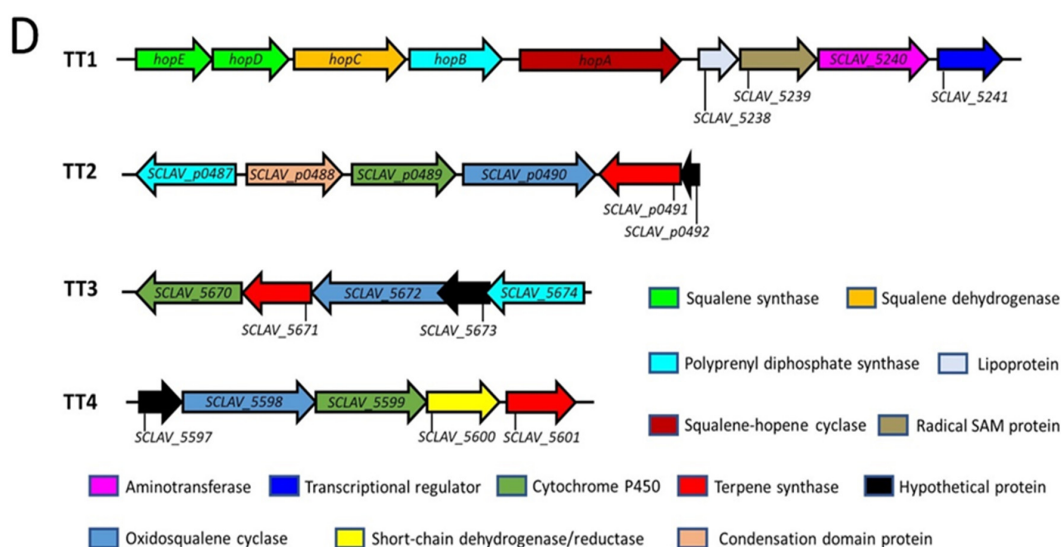 D
TT1 hopE hopD hopC hopB hopA SCLAV_5240
SCLAV_5239 SCLAV_5241
SCLAV_5238
TT2 SCLAV_p0487 SCLAV_p0488 SCLAV_p0489 SCLAV_p0490
SCLAV_p0491
SCLAV_p0492
TT3 SCLAV_5670 SCLAV_5672 SCLAV_5674
SCLAV_5671 SCLAV_5673
Squalene synthase Squalene dehydrogenase
Polyprenyl diphosphate synthase Lipoprotein
TT4 SCLAV_5598 SCLAV_5599
SCLAV_5597 SCLAV_5600 SCLAV_5601
Squalene-hopene cyclase Radical SAM protein
Aminotransferase Transcriptional regulator Cytochrome P450 Terpene synthase Hypothetical protein
Oxidosqualene cyclase Short-chain dehydrogenase/reductase Condensation domain protein